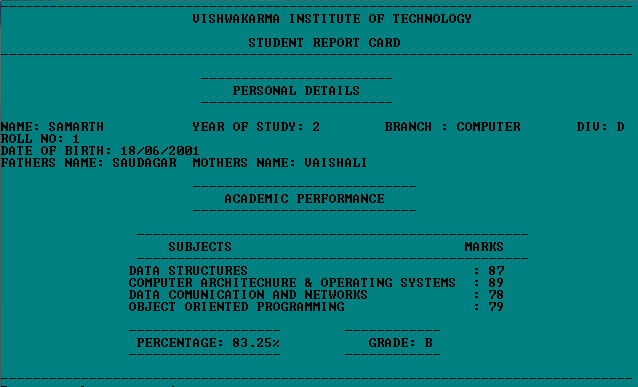 VISHWAKARMA INSTITUTE OF TECHNOLOGY
STUDENT REPORT CARD
PERSONAL DETAILS
NAME: SAMARTH YEAR OF STUDY: 2 BRANCH : COMPUTER DIV: D
ROLL NO: 1
DATE OF BIRTH: 18/06/2001
FATHERS NAME: SAUDAGAR MOTHERS NAME: VAISHALI
ACADEMIC PERFORMANCE
SUBJECTS MARKS
DATA STRUCTURES : 87
COMPUTER ARCHITECHURE & OPERATING SYSTEMS : 89
DATA COMUNICATION AND NETWORKS : 78
OBJECT ORIENTED PROGRAMMING : 79
PERCENTAGE: 83.25% GRADE: B